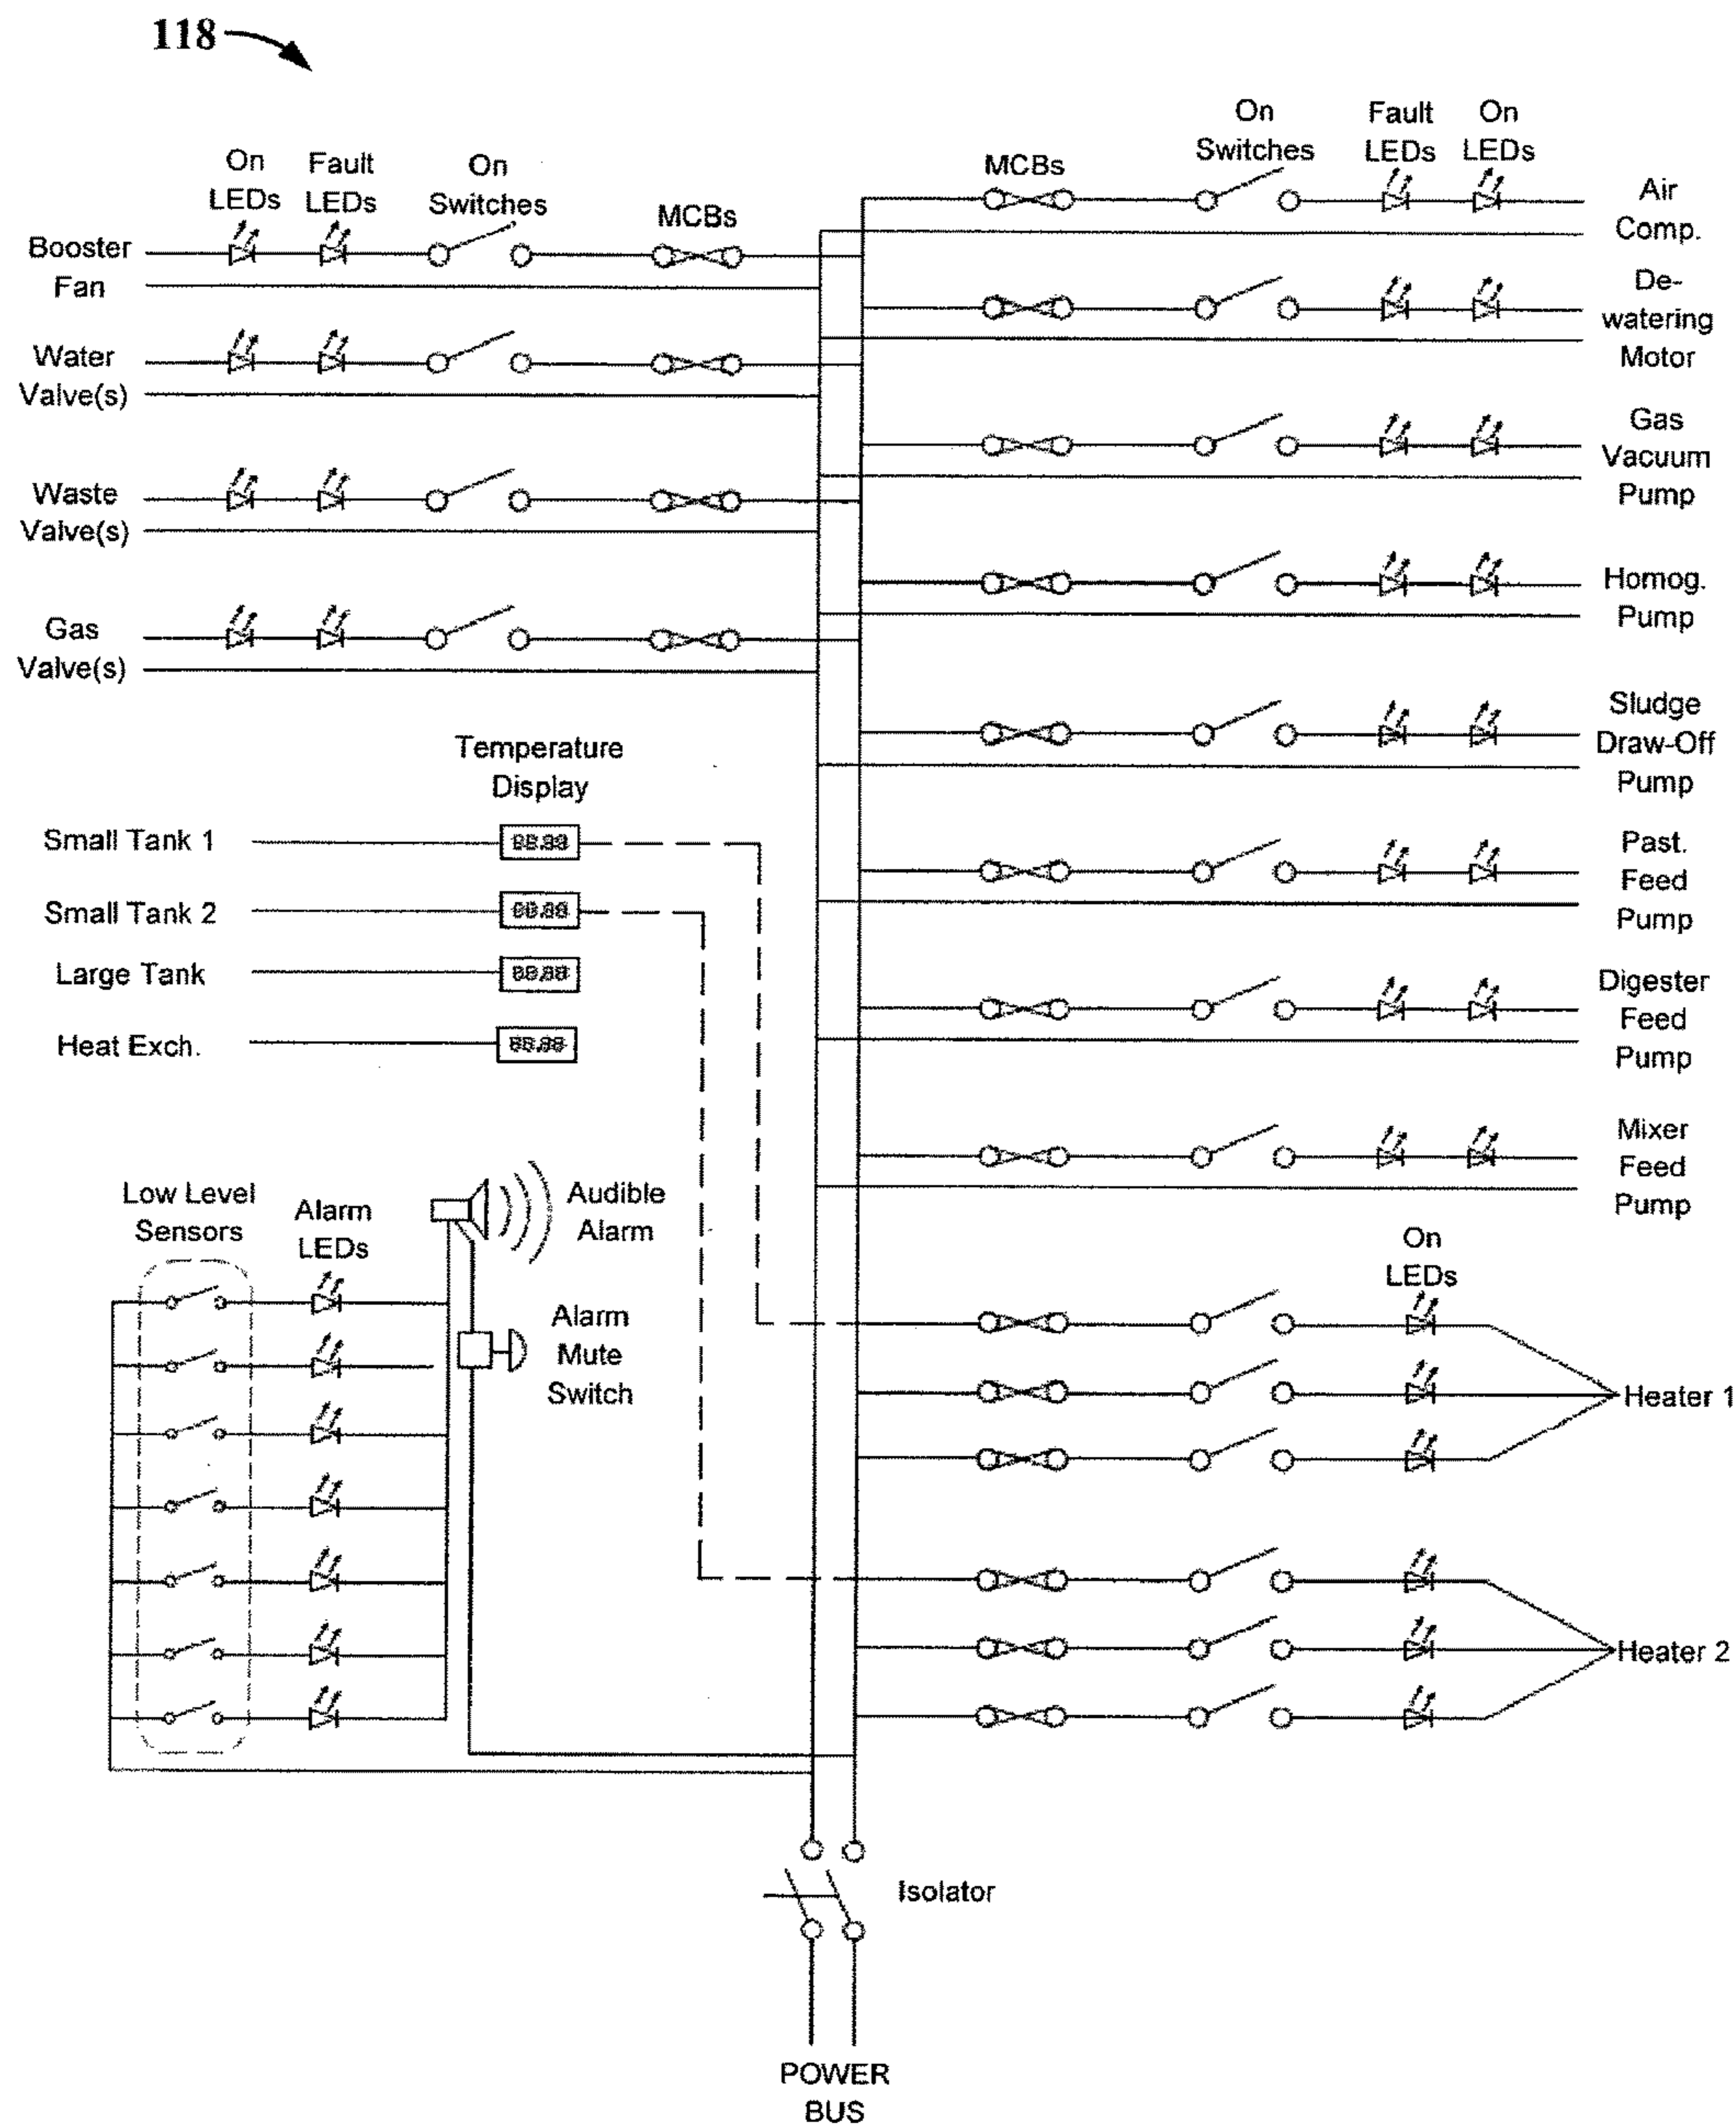 118
On
LEDs
Fault
LEDs
On
Switches
MCBs
MCBs
On
Switches
Fault
LEDs
On
LEDs
Booster
Fan
Water
Valve(s)
Waste
Valve(s)
Gas
Valve(s)
Air
Comp.
De-
watering
Motor
Gas
Vacuum
Pump
Homog.
Pump
Sludge
Draw-Off
Pump
Past.
Feed
Pump
Digester
Feed
Pump
Mixer
Feed
Pump
Temperature
Display
Small Tank 1
88.88
Small Tank 2
88.88
Large Tank
88.88
Heat Exch.
88.88
Low Level
Sensors
Alarm
LEDs
Audible
Alarm
Alarm
Mute
Switch
On
LEDs
Heater 1
Heater 2
Isolator
POWER
BUS